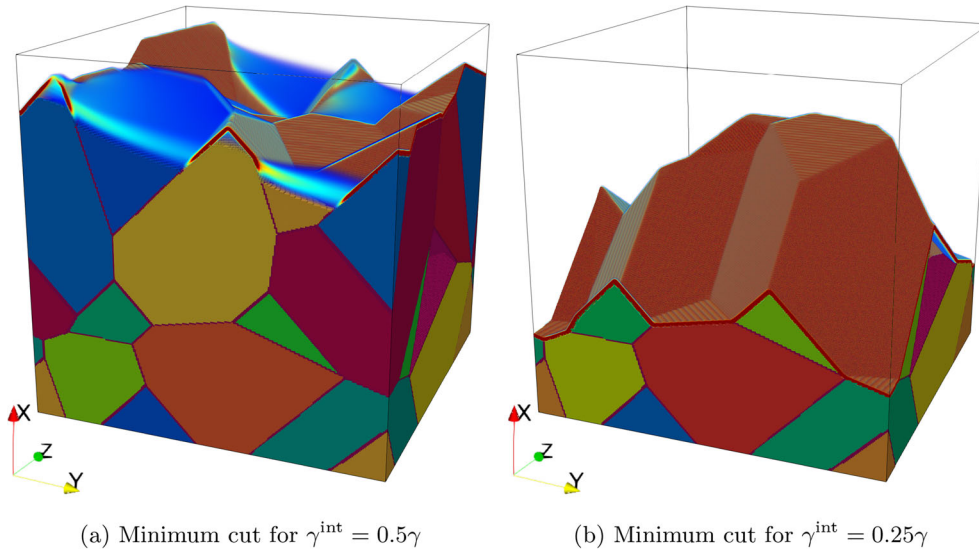 X
Z
Y
X
Z
Y
(a) Minimum cut for γ^int = 0.5γ
(b) Minimum cut for γ^int = 0.25γ